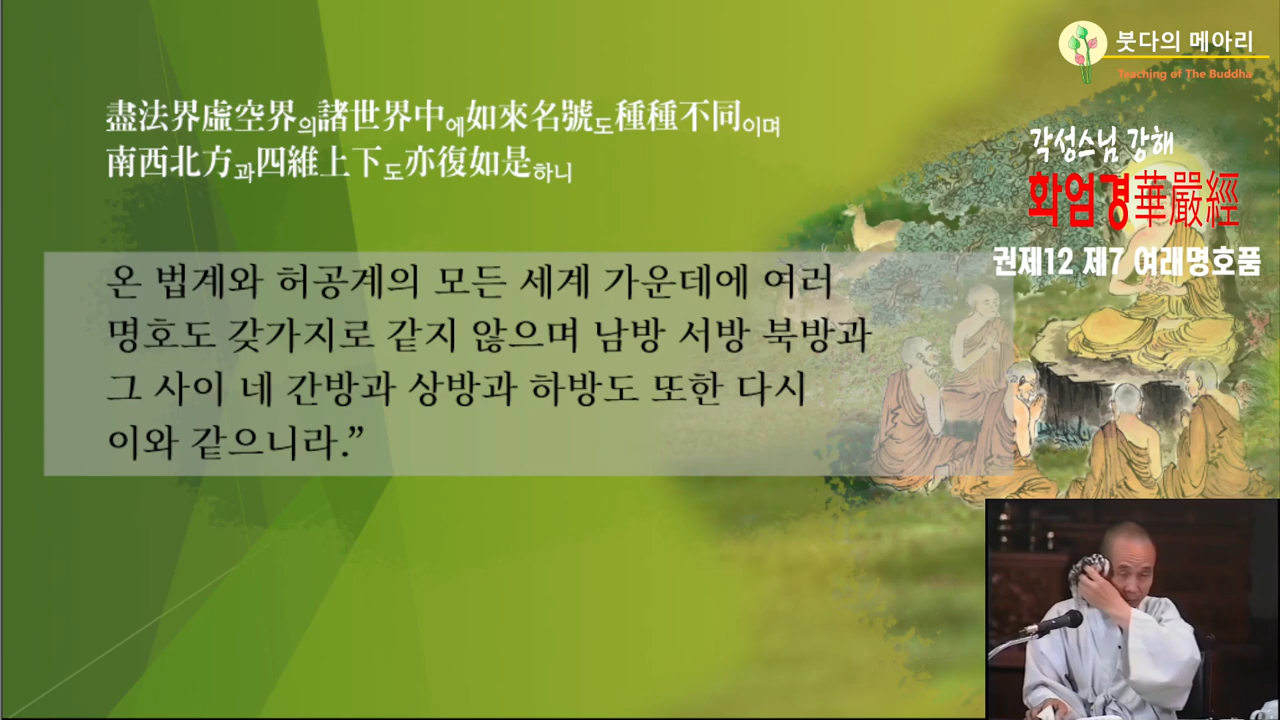 붓다의 메아리
Teaching of The Buddha
각성스님 강해
화엄경華嚴經
권제12 제7 여래명호품
盡法界虛空界의諸世界中에如來名號도種種不同이며
南西北方과四維上下도亦復如是하니
온 법계와 허공계의 모든 세계 가운데에 여러
명호도 갖가지로 같지 않으며 남방 서방 북방과
그 사이 네 간방과 상방과 하방도 또한 다시
이와 같으니라.”